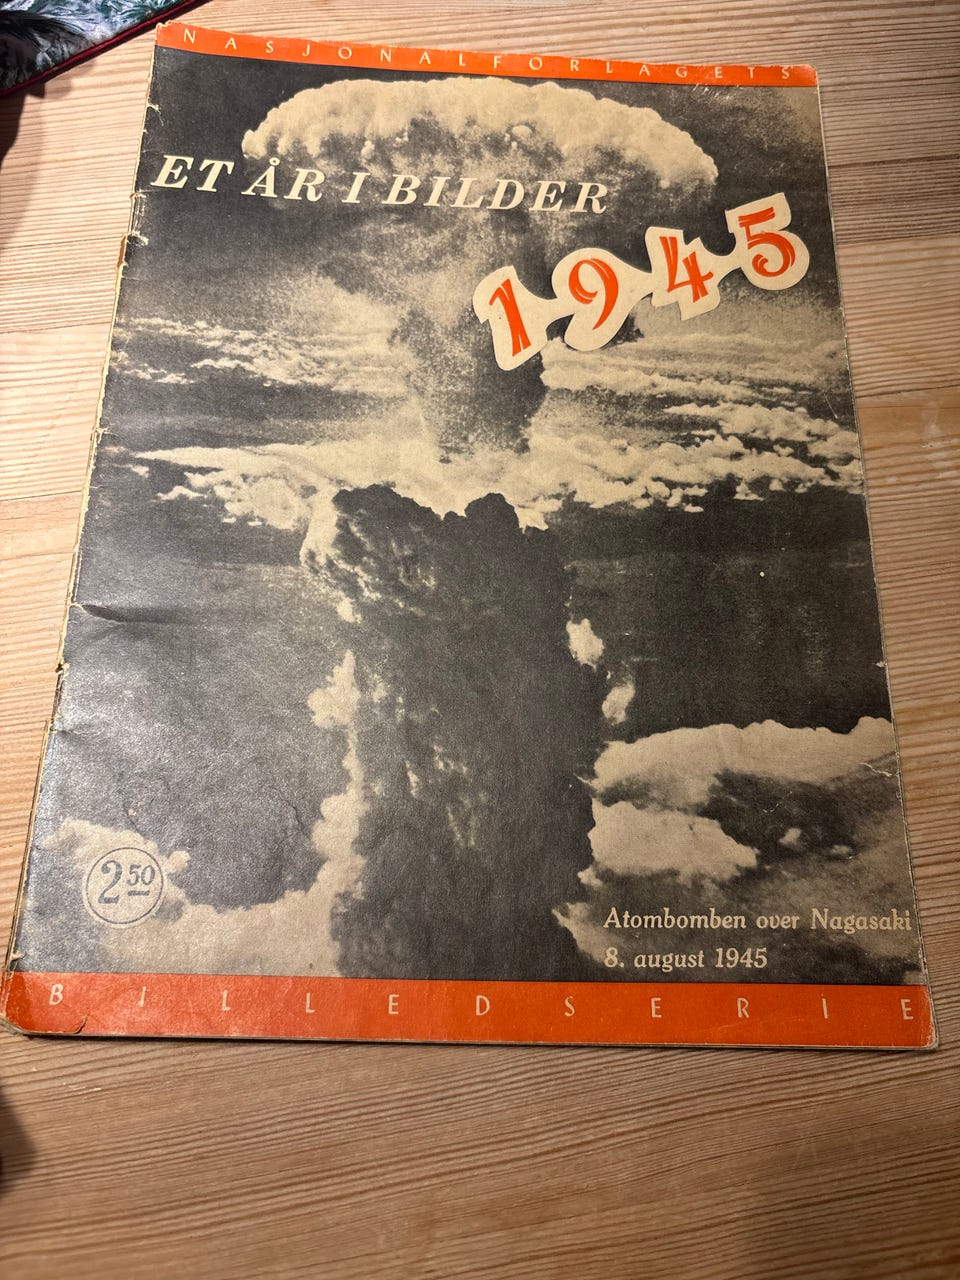 NASJONALFORLAGETS
ET ÅR I BILDER
1945
2 50
Atombomben over Nagasaki
8. august 1945
BILLEDSERIE